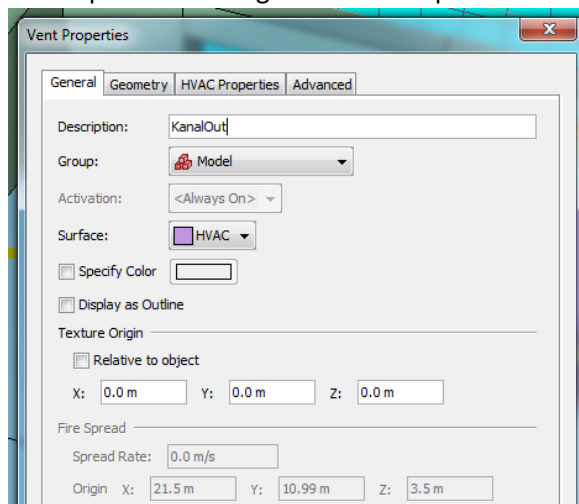 Vent Properties
General Geometry HVAC Properties Advanced
Description: KanalOut
Group: Model
Activation: <Always On>
Surface: HVAC
Specify Color
Display as Outline
Texture Origin
Relative to object
X: 0.0 m Y: 0.0 m Z: 0.0 m
Fire Spread
Spread Rate: 0.0 m/s
Origin X: 21.5 m Y: 10.99 m Z: 3.5 m